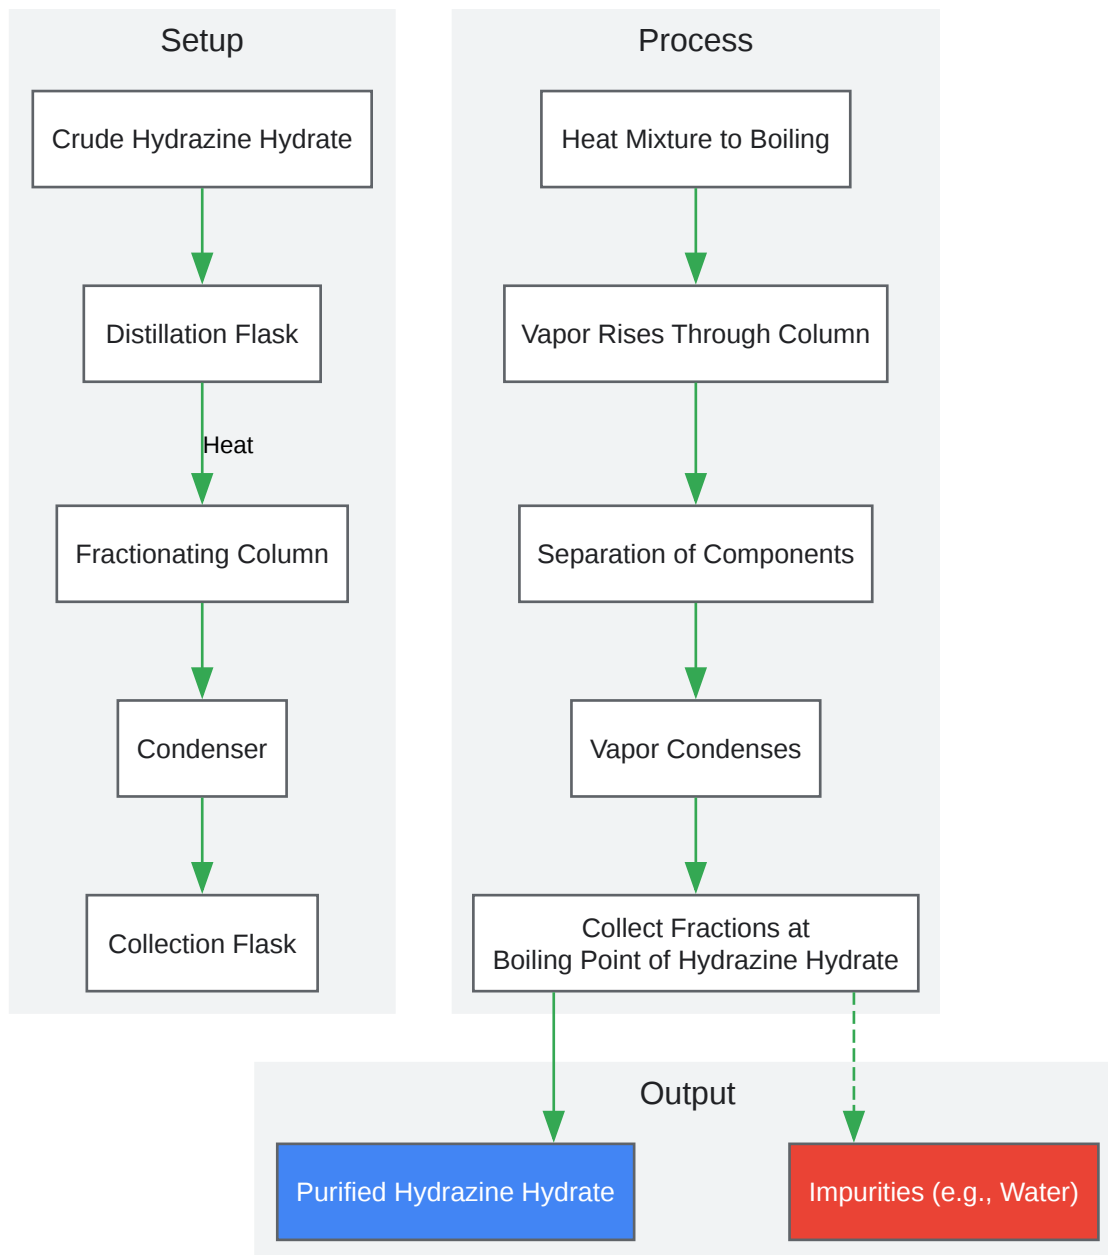 Setup
Crude Hydrazine Hydrate
Distillation Flask
Heat
Fractionating Column
Condenser
Collection Flask
Process
Heat Mixture to Boiling
Vapor Rises Through Column
Separation of Components
Vapor Condenses
Collect Fractions at
Boiling Point of Hydrazine Hydrate
Output
Purified Hydrazine Hydrate
Impurities (e.g., Water)